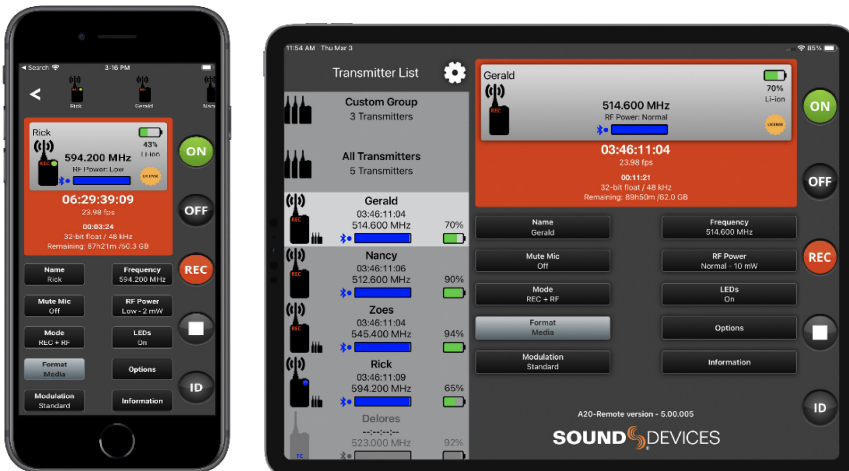 Search
3:16 PM
Rick
Gerald
Rick
43%
Li-ion
REC
594.200 MHz
RF Power: Low
06:29:39:09
23.98 fps
00:03:24
32-bit float / 48 kHz
Remaining: 87h21m /60.3 GB
ON
OFF
REC
ID
Name
Rick
Frequency
594.200 MHz
Mute Mic
Off
RF Power
Low - 2 mW
Mode
REC + RF
LEDs
On
Format
Media
Options
Modulation
Standard
Information
11:54 AM Thu Mar 3
85%
Transmitter List
Custom Group
3 Transmitters
All Transmitters
5 Transmitters
REC
Gerald
03:46:11:04
514.600 MHz
70%
REC
Nancy
03:46:11:06
512.600 MHz
90%
REC
Zoes
03:46:11:04
545.400 MHz
94%
Rick
03:46:11:09
594.200 MHz
65%
Delores
--:--:--:--
523.000 MHz
92%
TC
Gerald
70%
Li-ion
REC
514.600 MHz
RF Power: Normal
03:46:11:04
23.98 fps
00:11:21
32-bit float / 48 kHz
Remaining: 89h50m /62.0 GB
ON
OFF
REC
ID
Name
Gerald
Frequency
514.600 MHz
Mute Mic
Off
RF Power
Normal - 10 mW
Mode
REC + RF
LEDs
On
Format
Media
Options
Modulation
Standard
Information
A20-Remote version - 5.00.005
SOUND DEVICES